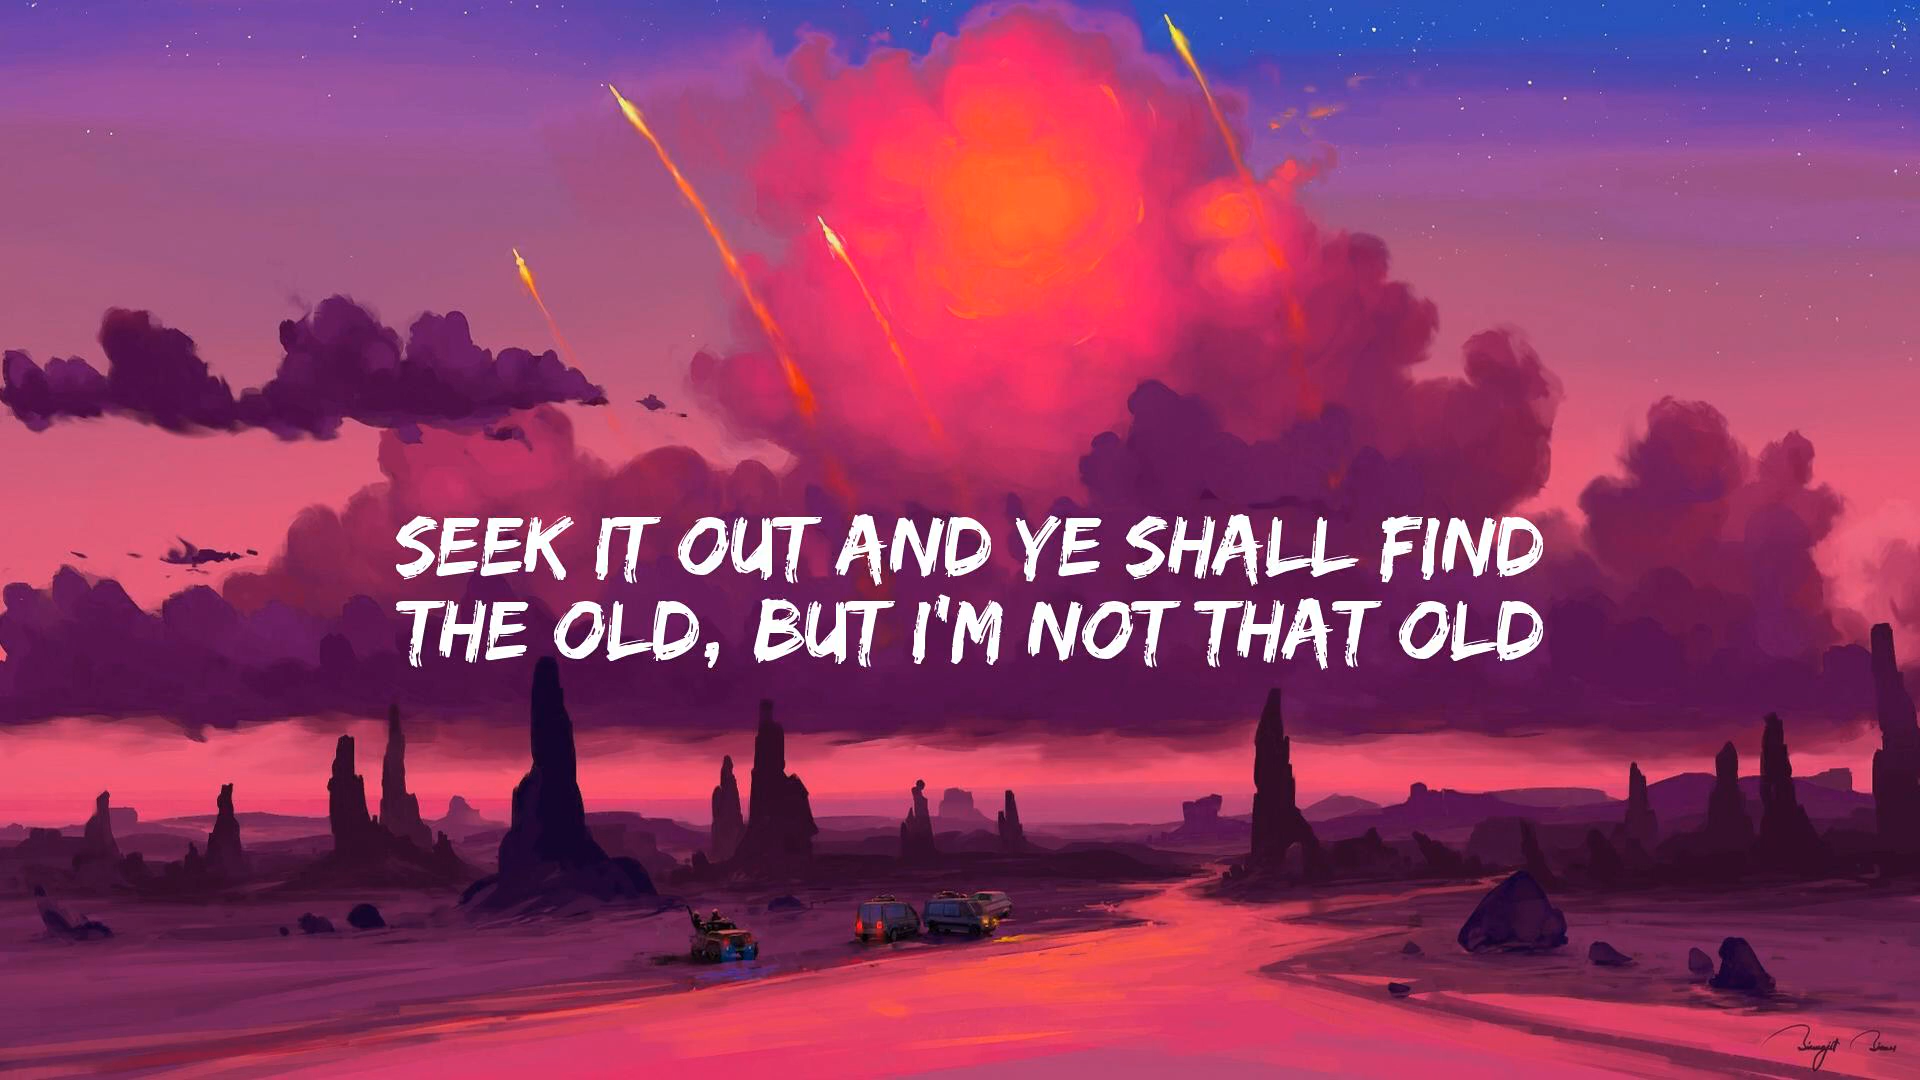 SEEK IT OUT AND YE SHALL FIND
THE OLD, BUT I'M NOT THAT OLD